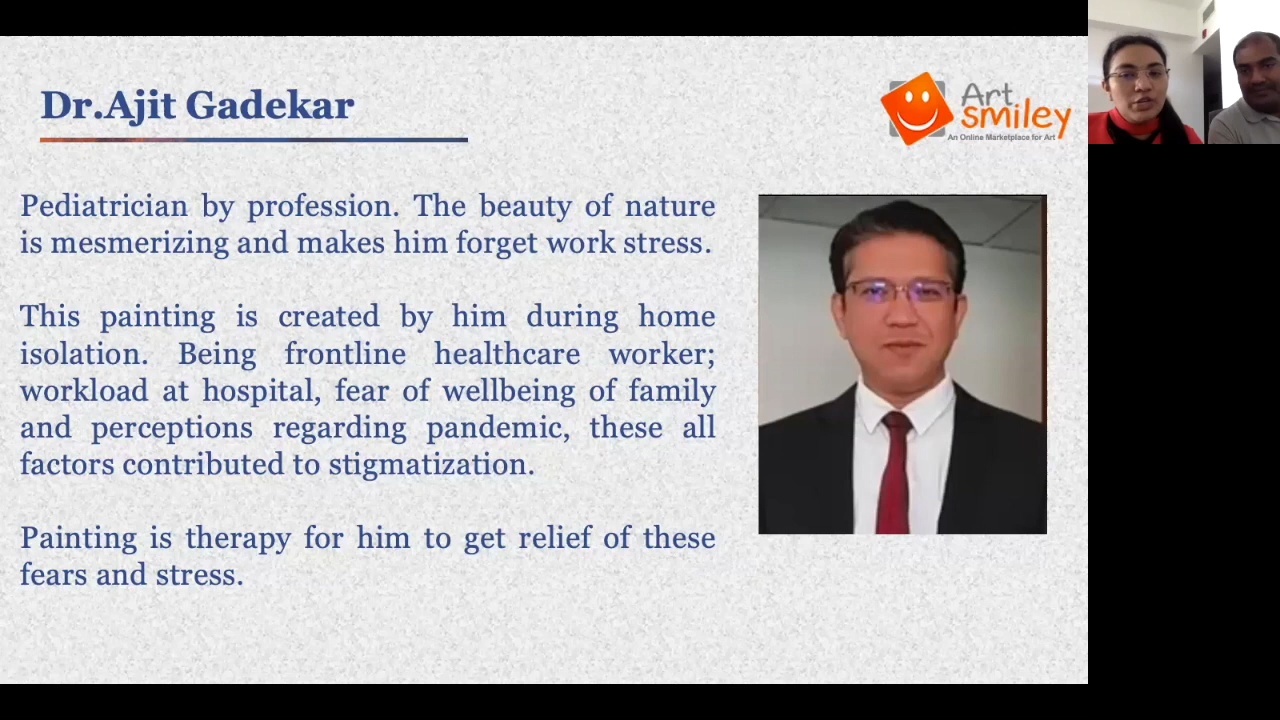 Dr.Ajit Gadekar
Art
smiley
An Online Marketplace for Art
Pediatrician by profession. The beauty of nature
is mesmerizing and makes him forget work stress.
This painting is created by him during home
isolation. Being frontline healthcare worker;
workload at hospital, fear of wellbeing of family
and perceptions regarding pandemic, these all
factors contributed to stigmatization.
Painting is therapy for him to get relief of these
fears and stress.